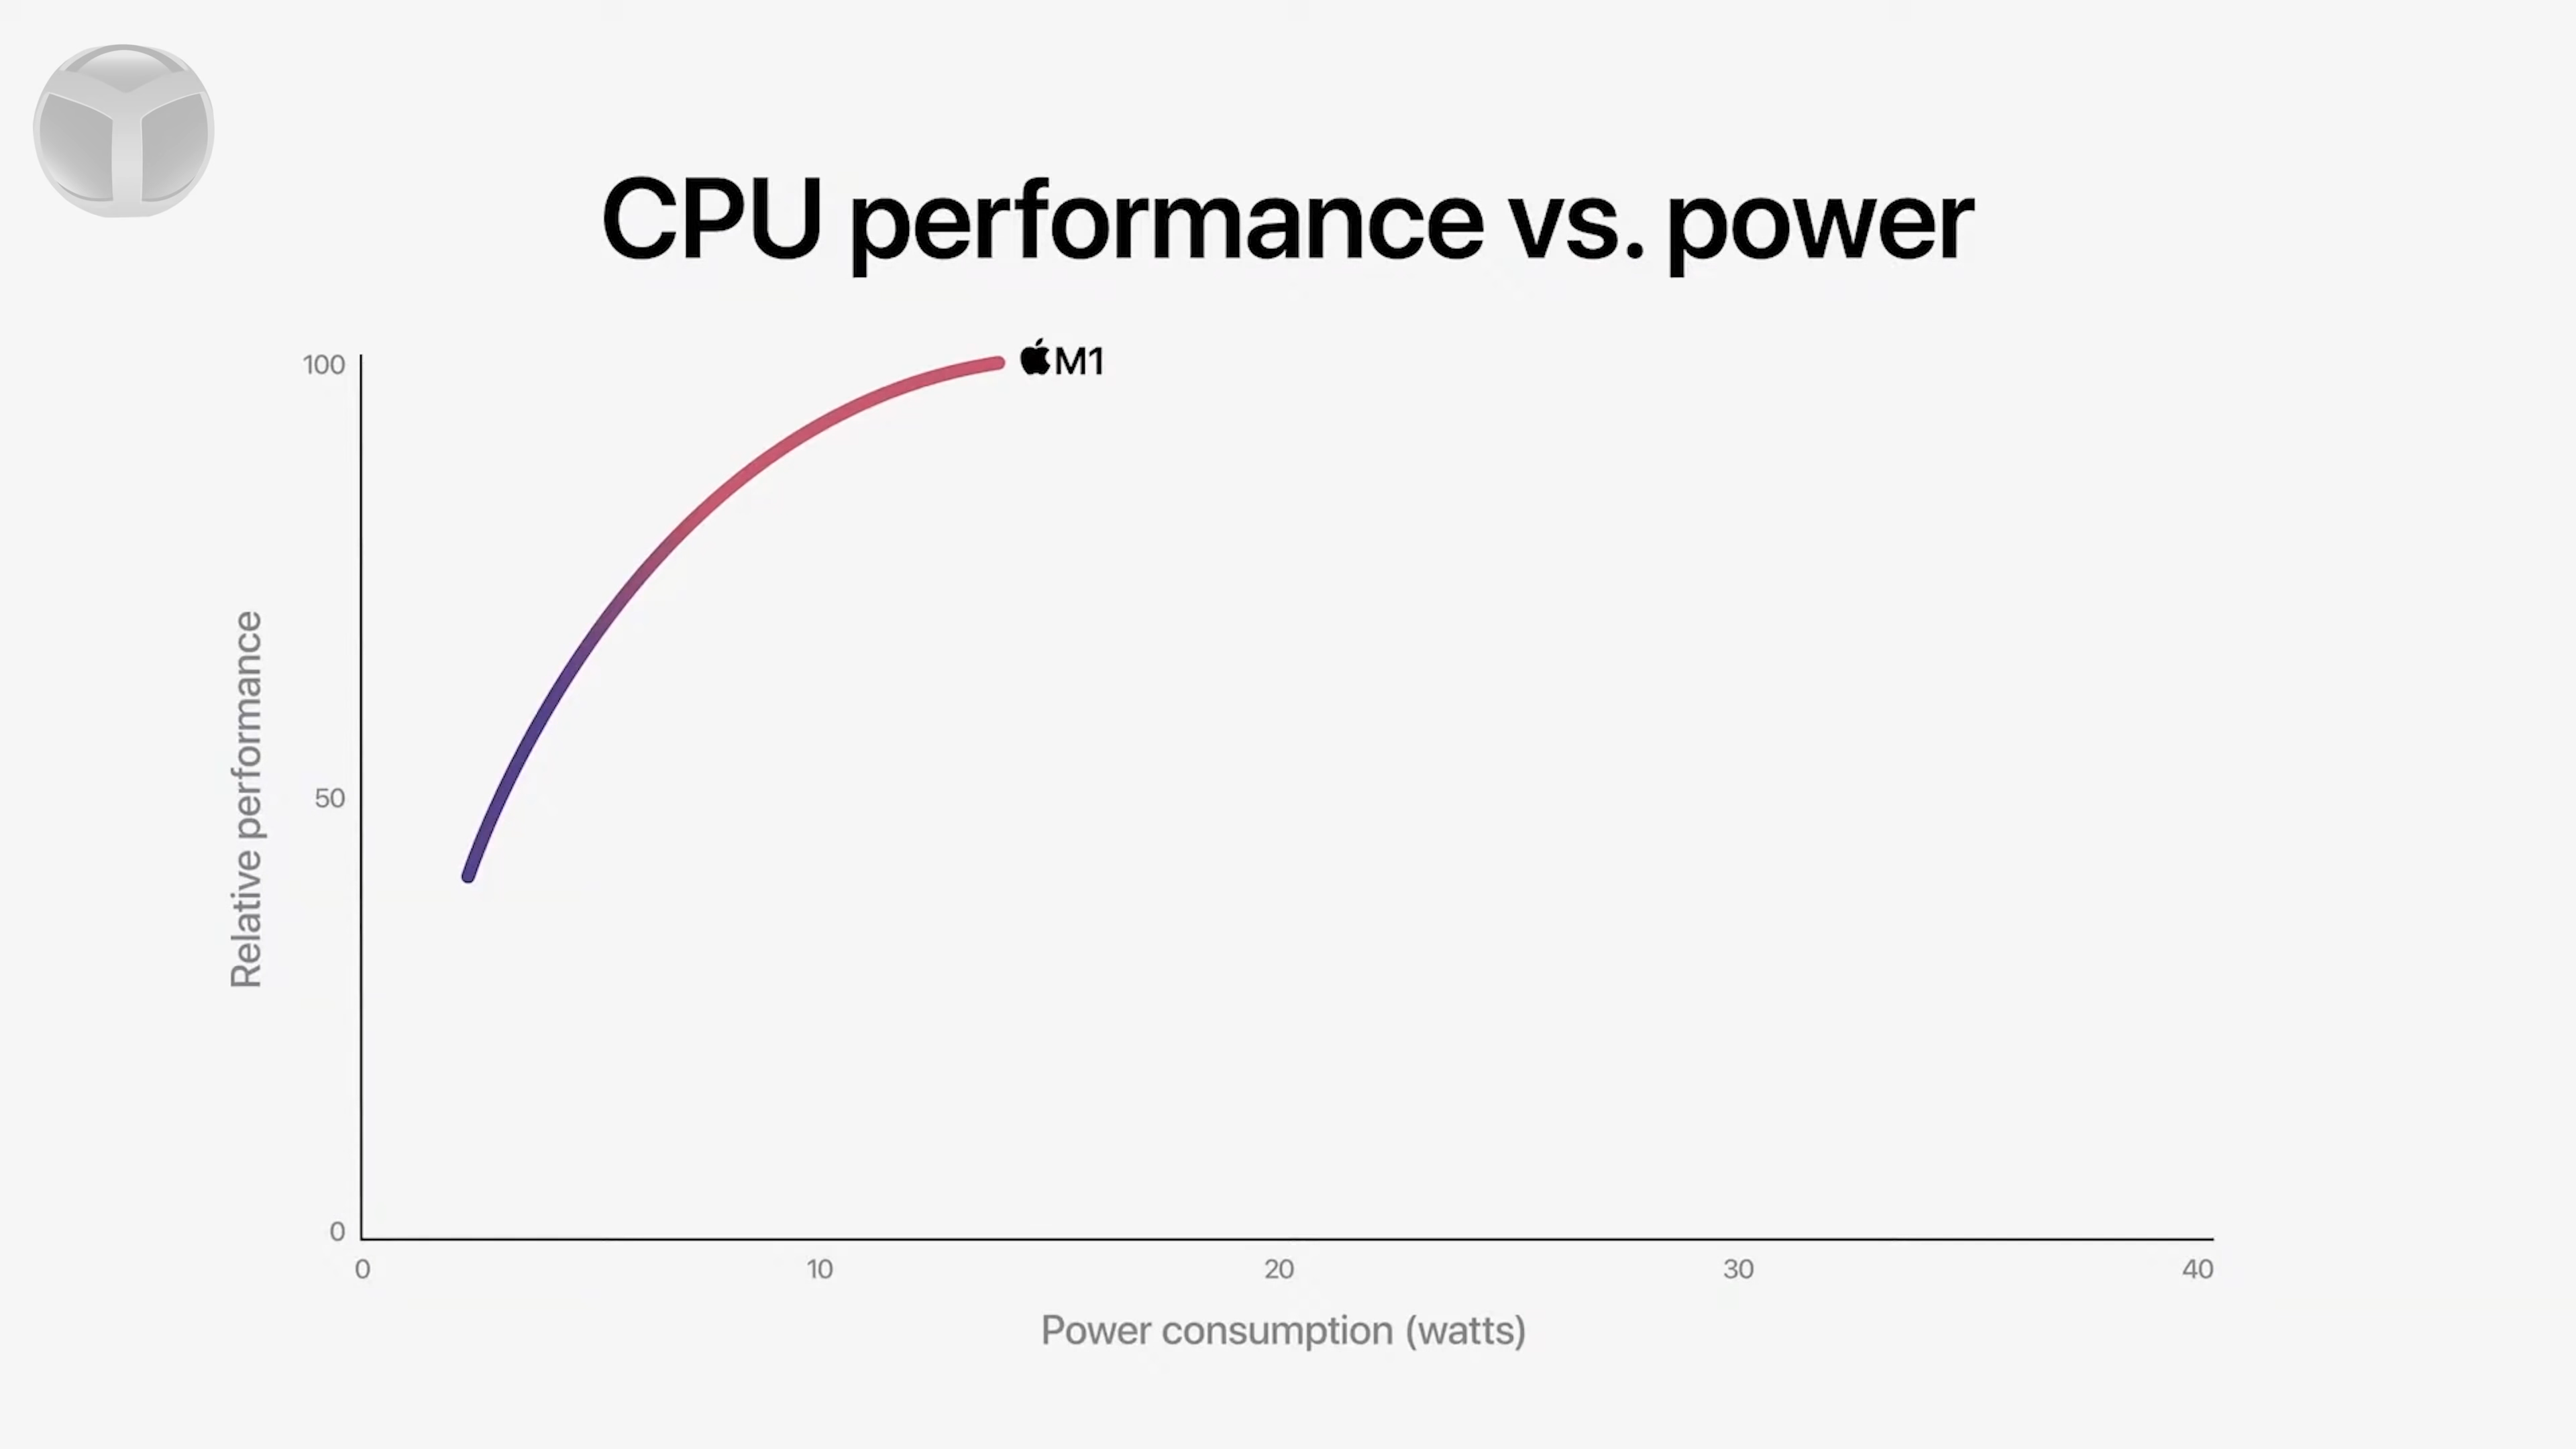 CPU performance vs. power
100
M1
50
Relative performance
0
0 10 20 30 40
Power consumption (watts)